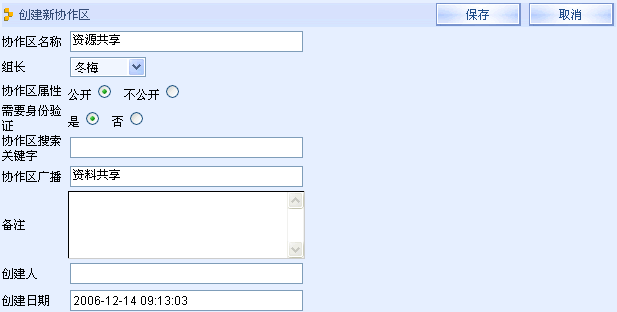 创建新协作区 保存 取消
协作区名称 资源共享
组长 冬梅
协作区属性 公开 不公开
需要身份验
证 是 否
协作区搜索
关键字
协作区广播 资料共享
备注
创建人
创建日期 2006-12-14 09:13:03